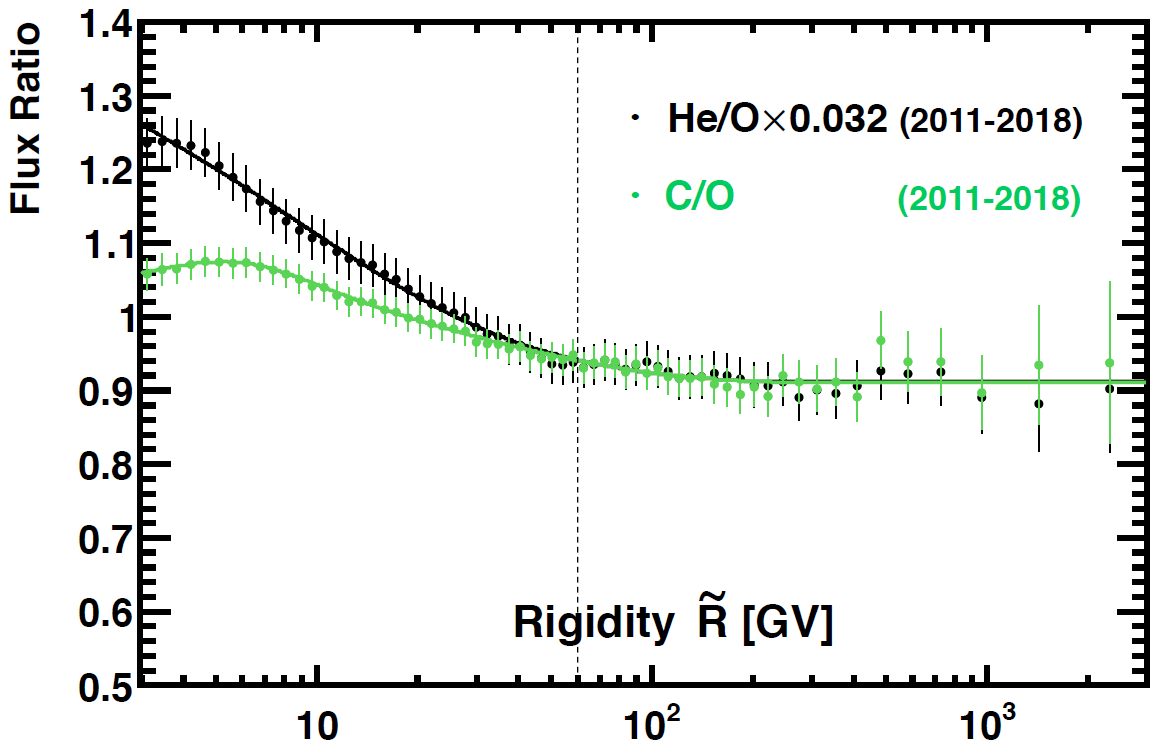 Flux Ratio
1.4
1.3
1.2
1.1
1
0.9
0.8
0.7
0.6
0.5
He/O×0.032 (2011-2018)
C/O (2011-2018)
Rigidity R̃ [GV]
10 10² 10³